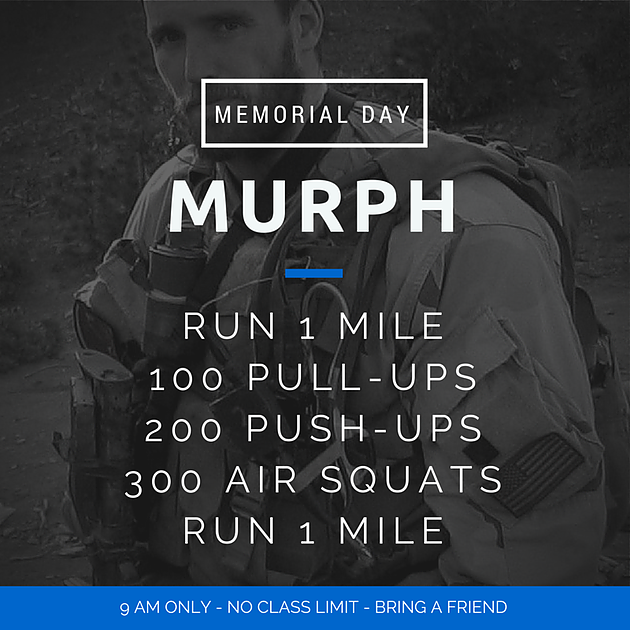 MEMORIAL DAY
MURPH
RUN 1 MILE
100 PULL-UPS
200 PUSH-UPS
300 AIR SQUATS
RUN 1 MILE
9 AM ONLY - NO CLASS LIMIT - BRING A FRIEND